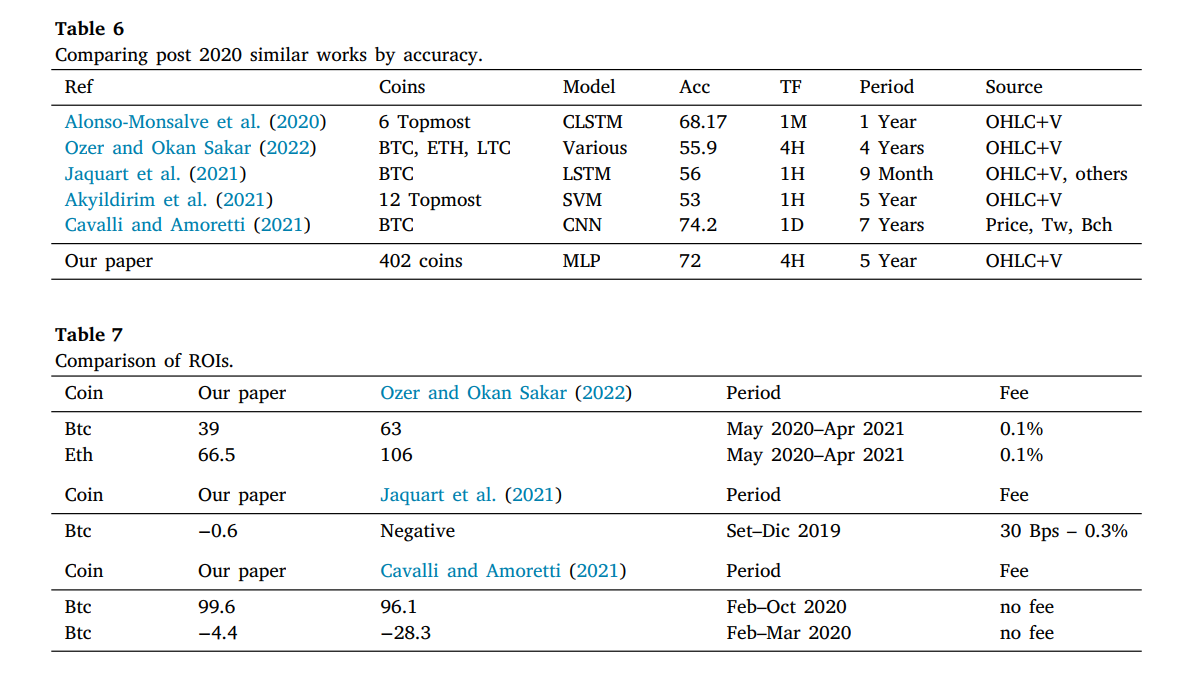 Table 6
Comparing post 2020 similar works by accuracy.
Ref Coins Model Acc TF Period Source
Alonso-Monsalve et al. (2020) 6 Topmost CLSTM 68.17 1M 1 Year OHLC+V
Ozer and Okan Sakar (2022) BTC, ETH, LTC Various 55.9 4H 4 Years OHLC+V
Jaquart et al. (2021) BTC LSTM 56 1H 9 Month OHLC+V, others
Akyildirim et al. (2021) 12 Topmost SVM 53 1H 5 Year OHLC+V
Cavalli and Amoretti (2021) BTC CNN 74.2 1D 7 Years Price, Tw, Bch
Our paper 402 coins MLP 72 4H 5 Year OHLC+V
Table 7
Comparison of ROIs.
Coin Our paper Ozer and Okan Sakar (2022) Period Fee
Btc 39 63 May 2020–Apr 2021 0.1%
Eth 66.5 106 May 2020–Apr 2021 0.1%
Coin Our paper Jaquart et al. (2021) Period Fee
Btc −0.6 Negative Set–Dic 2019 30 Bps – 0.3%
Coin Our paper Cavalli and Amoretti (2021) Period Fee
Btc 99.6 96.1 Feb–Oct 2020 no fee
Btc −4.4 −28.3 Feb–Mar 2020 no fee